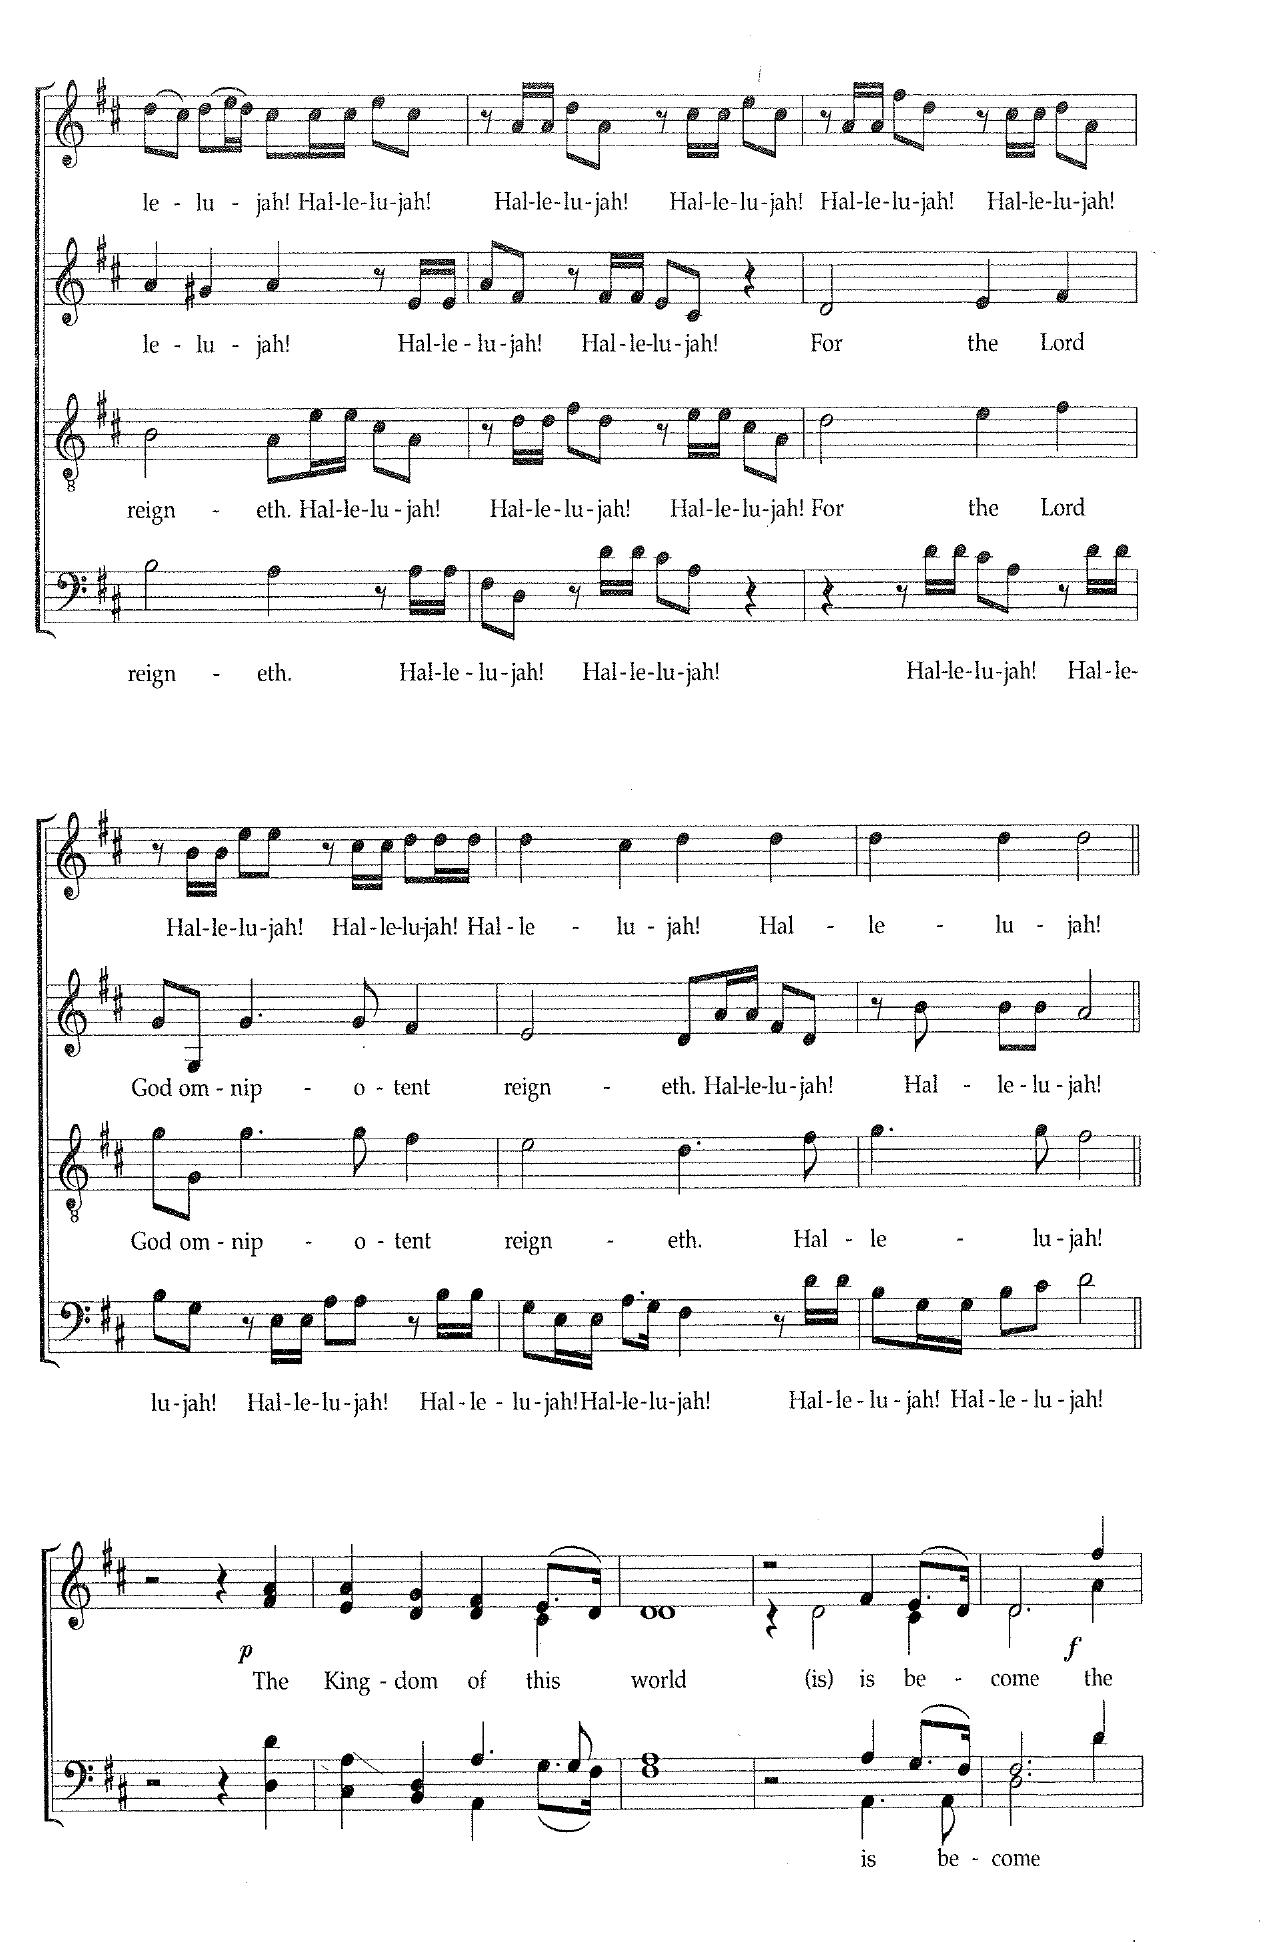 le - lu - jah! Hal-le-lu-jah! Hal-le-lu-jah! Hal-le-lu-jah! Hal-le-lu-jah! Hal-le-lu-jah!
le - lu - jah! Hal-le-lu-jah! Hal-le-lu-jah! For the Lord
8
reign - eth. Hal-le-lu-jah! Hal-le-lu-jah! Hal-le-lu-jah! For the Lord
reign - eth. Hal-le-lu-jah! Hal-le-lu-jah! Hal-le-lu-jah! Hal-le-
Hal-le-lu-jah! Hal-le-lu-jah! Hal-le - lu - jah! Hal - le - lu - jah!
God om - nip - o - tent reign - eth. Hal-le-lu-jah! Hal - le - lu - jah!
8
God om - nip - o - tent reign - eth. Hal - le - lu - jah!
lu-jah! Hal-le-lu-jah! Hal-le-lu-jah! Hal-le-lu-jah! Hal-le-lu-jah! Hal-le-lu-jah!
p f
The King - dom of this world (is) is be - come the
is be - come